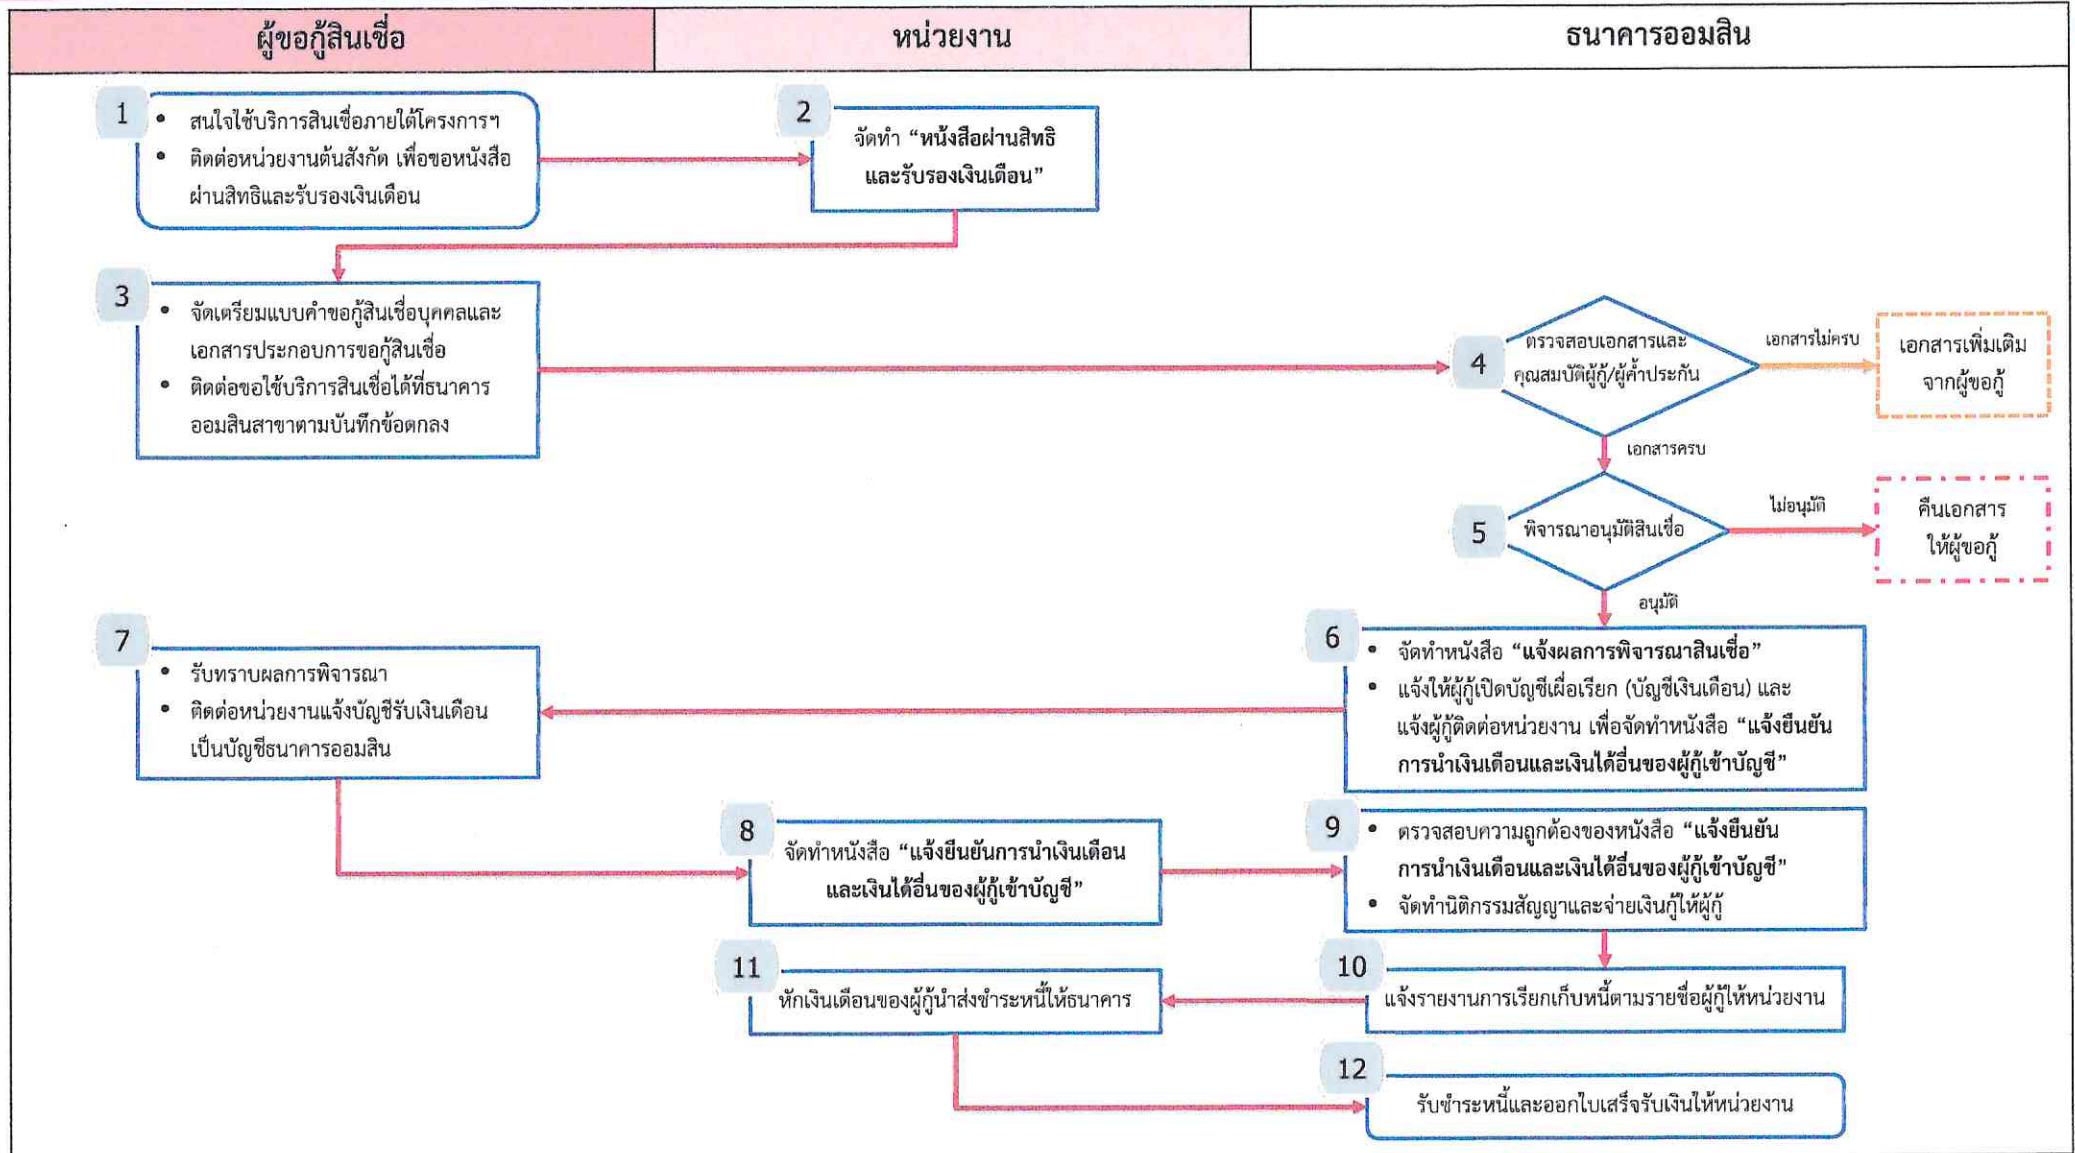 ผู้ขอกู้สินเชื่อ
หน่วยงาน
ธนาคารออมสิน
1
• สนใจใช้บริการสินเชื่อภายใต้โครงการฯ
• ติดต่อหน่วยงานต้นสังกัด เพื่อขอหนังสือ
ผ่านสิทธิและรับรองเงินเดือน
2
จัดทำ “หนังสือผ่านสิทธิ
และรับรองเงินเดือน”
3
• จัดเตรียมแบบคำขอกู้สินเชื่อบุคคลและ
เอกสารประกอบการขอกู้สินเชื่อ
• ติดต่อขอใช้บริการสินเชื่อได้ที่ธนาคาร
ออมสินสาขาตามบันทึกข้อตกลง
4
ตรวจสอบเอกสารและ
คุณสมบัติผู้กู้/ผู้ค้ำประกัน
เอกสารไม่ครบ
เอกสารเพิ่มเติม
จากผู้ขอกู้
เอกสารครบ
5
พิจารณาอนุมัติสินเชื่อ
ไม่อนุมัติ
คืนเอกสาร
ให้ผู้ขอกู้
อนุมัติ
6
• จัดทำหนังสือ “แจ้งผลการพิจารณาสินเชื่อ”
• แจ้งให้ผู้กู้เปิดบัญชีเผื่อเรียก (บัญชีเงินเดือน) และ
แจ้งผู้กู้ติดต่อหน่วยงาน เพื่อจัดทำหนังสือ “แจ้งยืนยัน
การนำเงินเดือนและเงินได้อื่นของผู้กู้เข้าบัญชี”
7
• รับทราบผลการพิจารณา
• ติดต่อหน่วยงานแจ้งบัญชีรับเงินเดือน
เป็นบัญชีธนาคารออมสิน
8
จัดทำหนังสือ “แจ้งยืนยันการนำเงินเดือน
และเงินได้อื่นของผู้กู้เข้าบัญชี”
9
• ตรวจสอบความถูกต้องของหนังสือ “แจ้งยืนยัน
การนำเงินเดือนและเงินได้อื่นของผู้กู้เข้าบัญชี”
• จัดทำนิติกรรมสัญญาและจ่ายเงินกู้ให้ผู้กู้
10
แจ้งรายงานการเรียกเก็บหนี้ตามรายชื่อผู้กู้ให้หน่วยงาน
11
หักเงินเดือนของผู้กู้นำส่งชำระหนี้ให้ธนาคาร
12
รับชำระหนี้และออกใบเสร็จรับเงินให้หน่วยงาน